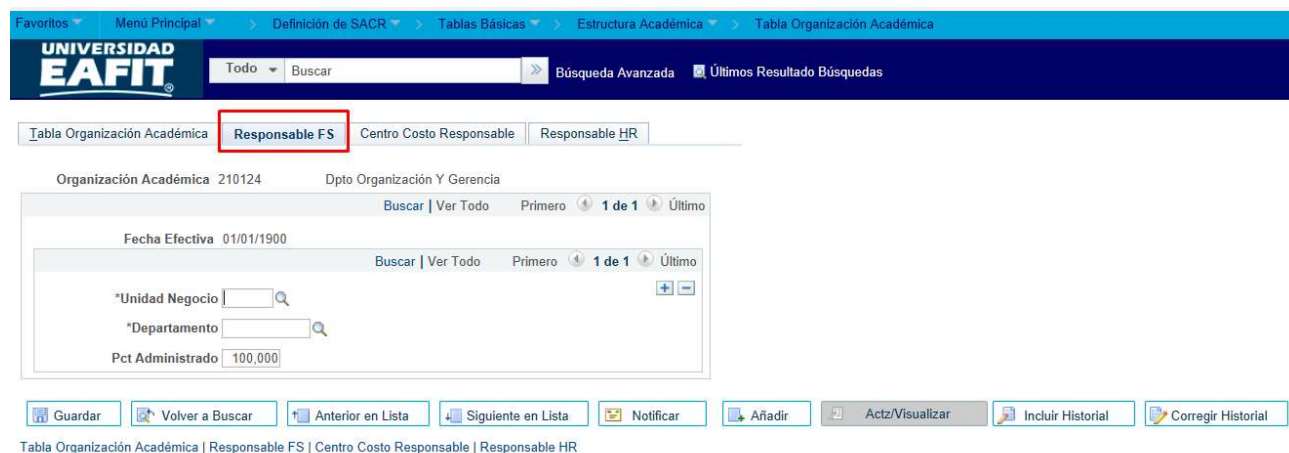 Favoritos Menú Principal > Definición de SACR > Tablas Básicas > Estructura Académica > Tabla Organización Académica
UNIVERSIDAD
EAFIT®
Todo Buscar » Búsqueda Avanzada Últimos Resultado Búsquedas
Tabla Organización Académica Responsable FS Centro Costo Responsable Responsable HR
Organización Académica 210124 Dpto Organización Y Gerencia
Buscar | Ver Todo Primero 1 de 1 Último
Fecha Efectiva 01/01/1900
Buscar | Ver Todo Primero 1 de 1 Último
*Unidad Negocio
*Departamento
Pct Administrado 100,000
Guardar Volver a Buscar Anterior en Lista Siguiente en Lista Notificar Añadir Actz/Visualizar Incluir Historial Corregir Historial
Tabla Organización Académica | Responsable FS | Centro Costo Responsable | Responsable HR